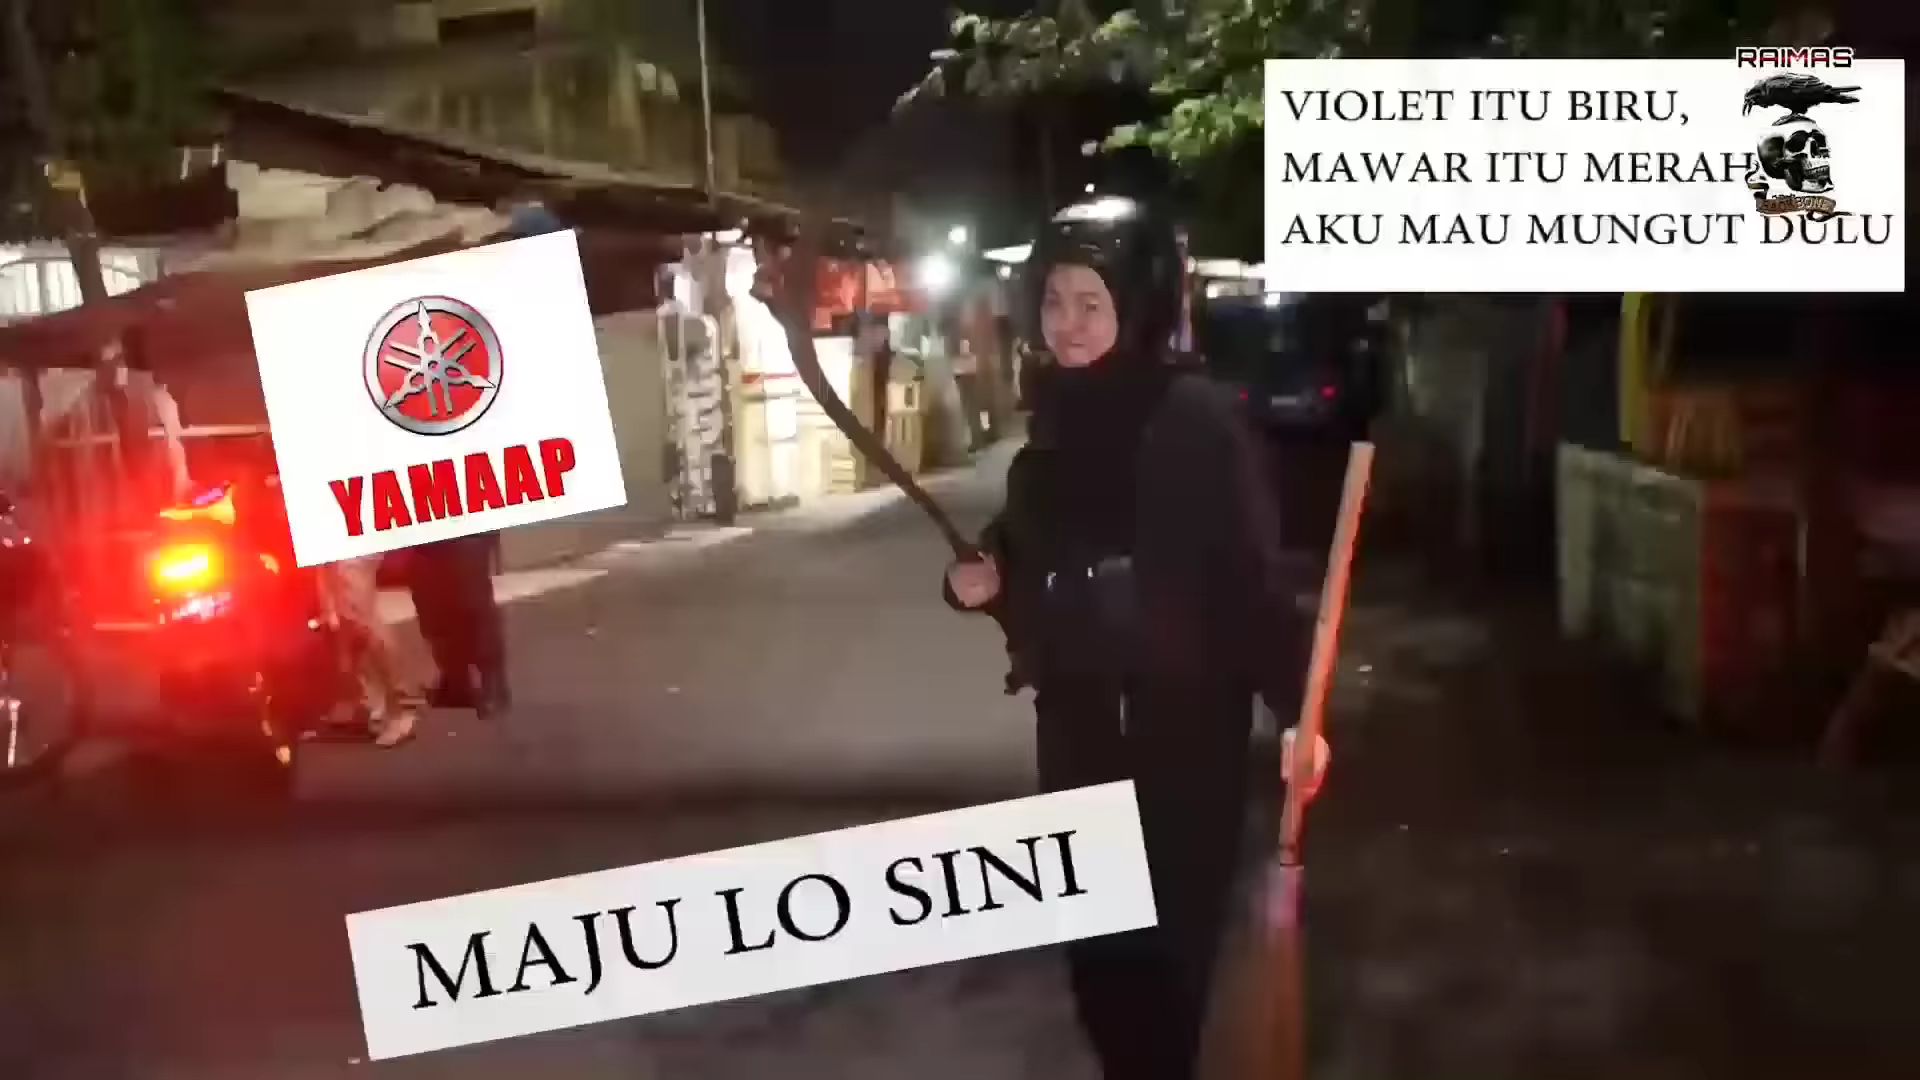 RAIMAS
VIOLET ITU BIRU,
MAWAR ITU MERAH
AKU MAU MUNGUT DULU
YAMAAP
MAJU LO SINI